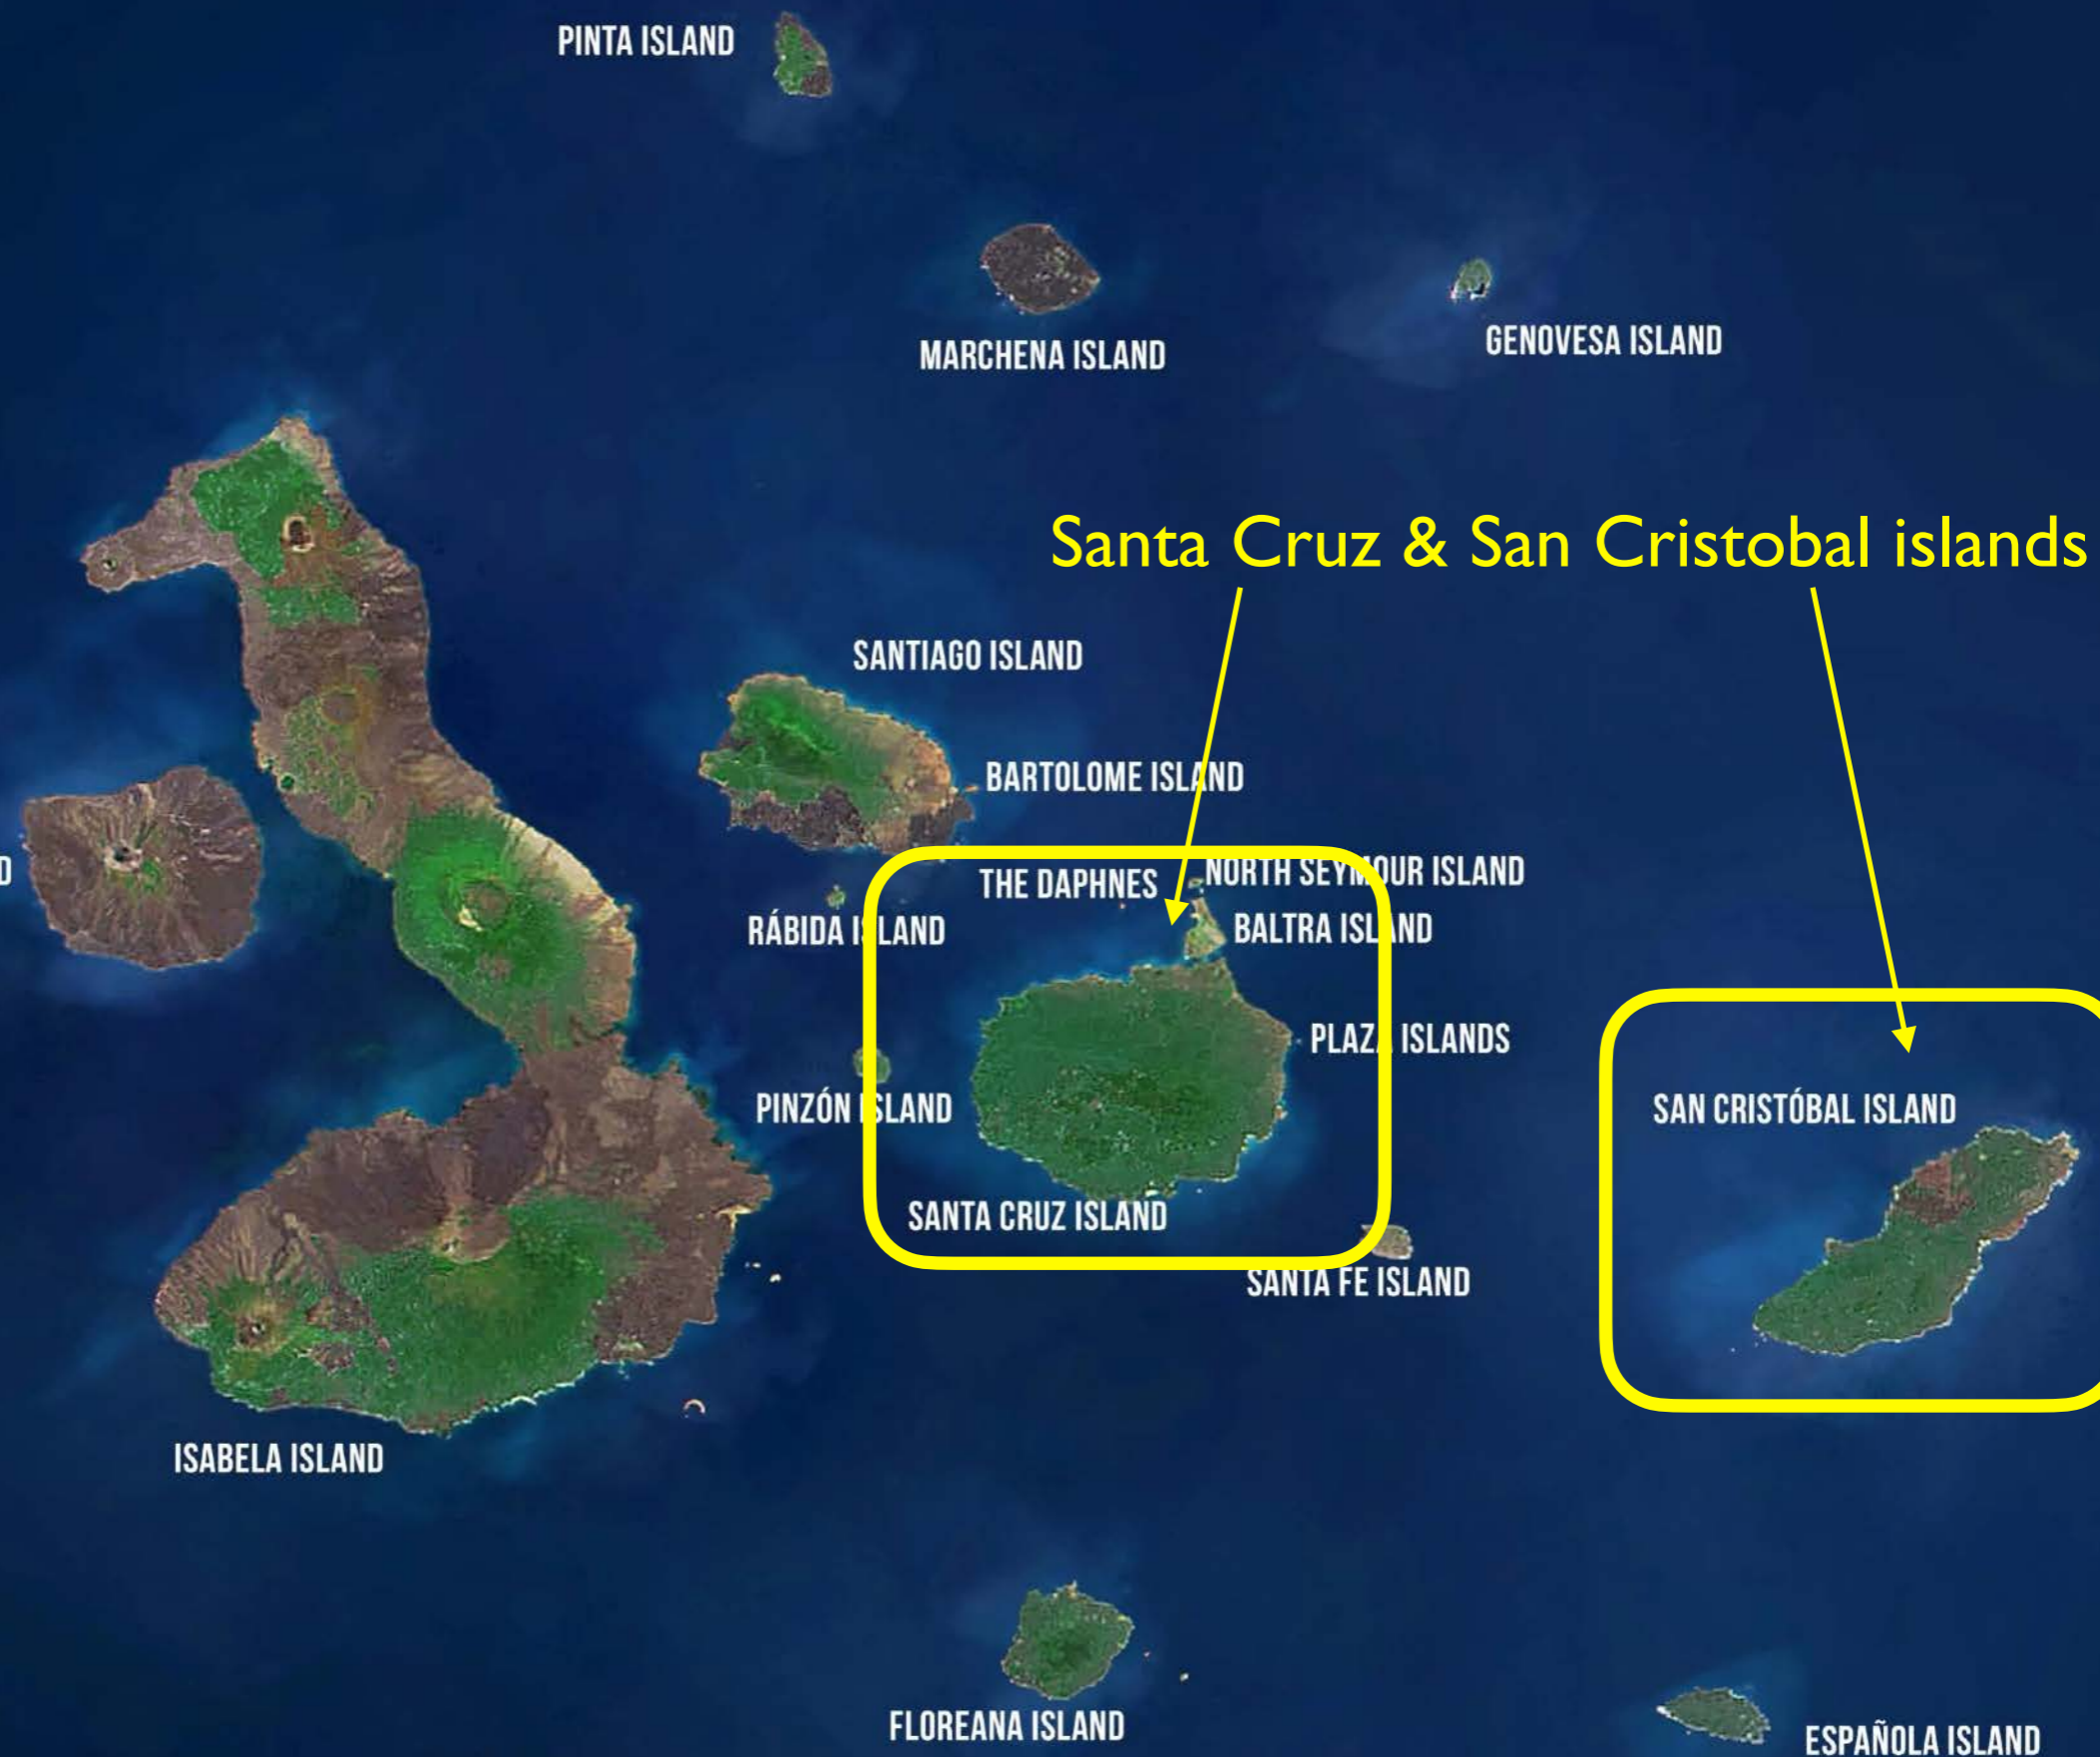 PINTA ISLAND
MARCHENA ISLAND
GENOVESA ISLAND
Santa Cruz & San Cristobal islands
SANTIAGO ISLAND
BARTOLOME ISLAND
D
THE DAPHNES
NORTH SEYMOUR ISLAND
RÁBIDA ISLAND
BALTRA ISLAND
PLAZA ISLANDS
PINZÓN ISLAND
SAN CRISTÓBAL ISLAND
SANTA CRUZ ISLAND
SANTA FE ISLAND
ISABELA ISLAND
FLOREANA ISLAND
ESPAÑOLA ISLAND